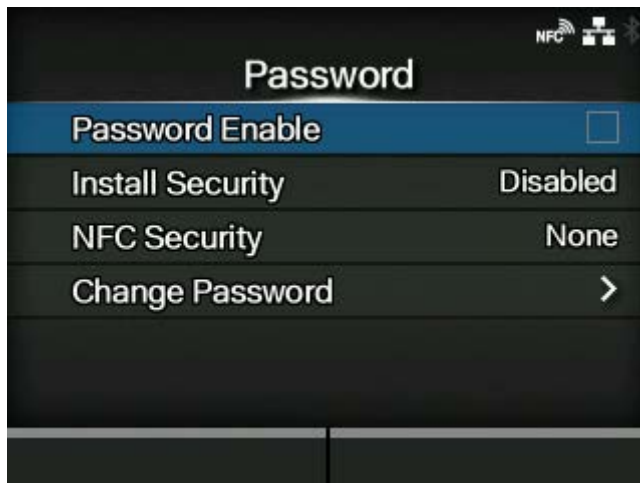 NFC
Password
Password Enable
Install Security Disabled
NFC Security None
Change Password >